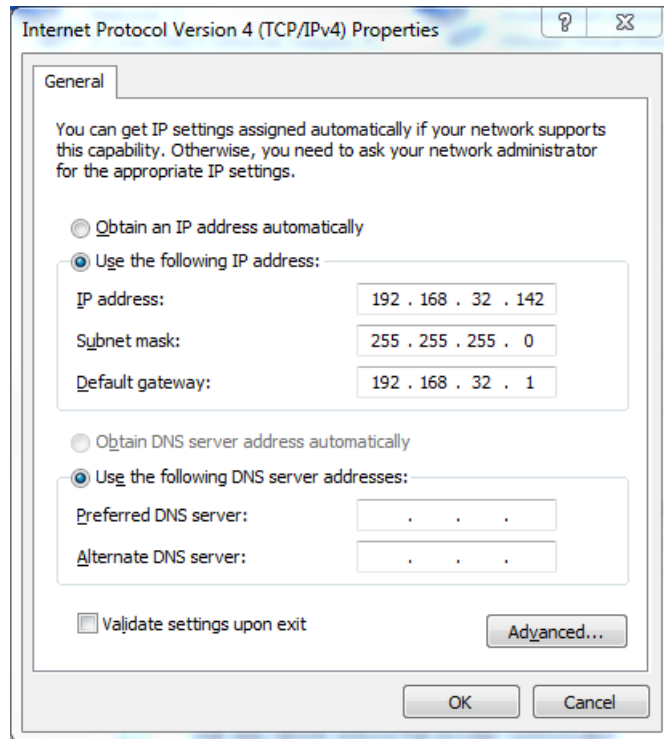 Internet Protocol Version 4 (TCP/IPv4) Properties
General
You can get IP settings assigned automatically if your network supports
this capability. Otherwise, you need to ask your network administrator
for the appropriate IP settings.
Obtain an IP address automatically
Use the following IP address:
IP address: 192 . 168 . 32 . 142
Subnet mask: 255 . 255 . 255 . 0
Default gateway: 192 . 168 . 32 . 1
Obtain DNS server address automatically
Use the following DNS server addresses:
Preferred DNS server: . . .
Alternate DNS server: . . .
Validate settings upon exit
Advanced...
OK Cancel